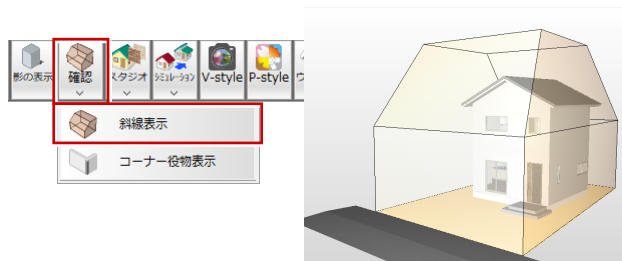 影の表示
確認
スタジオ
シミュレーション
V-style
P-style
ウ
斜線表示
コーナー役物表示